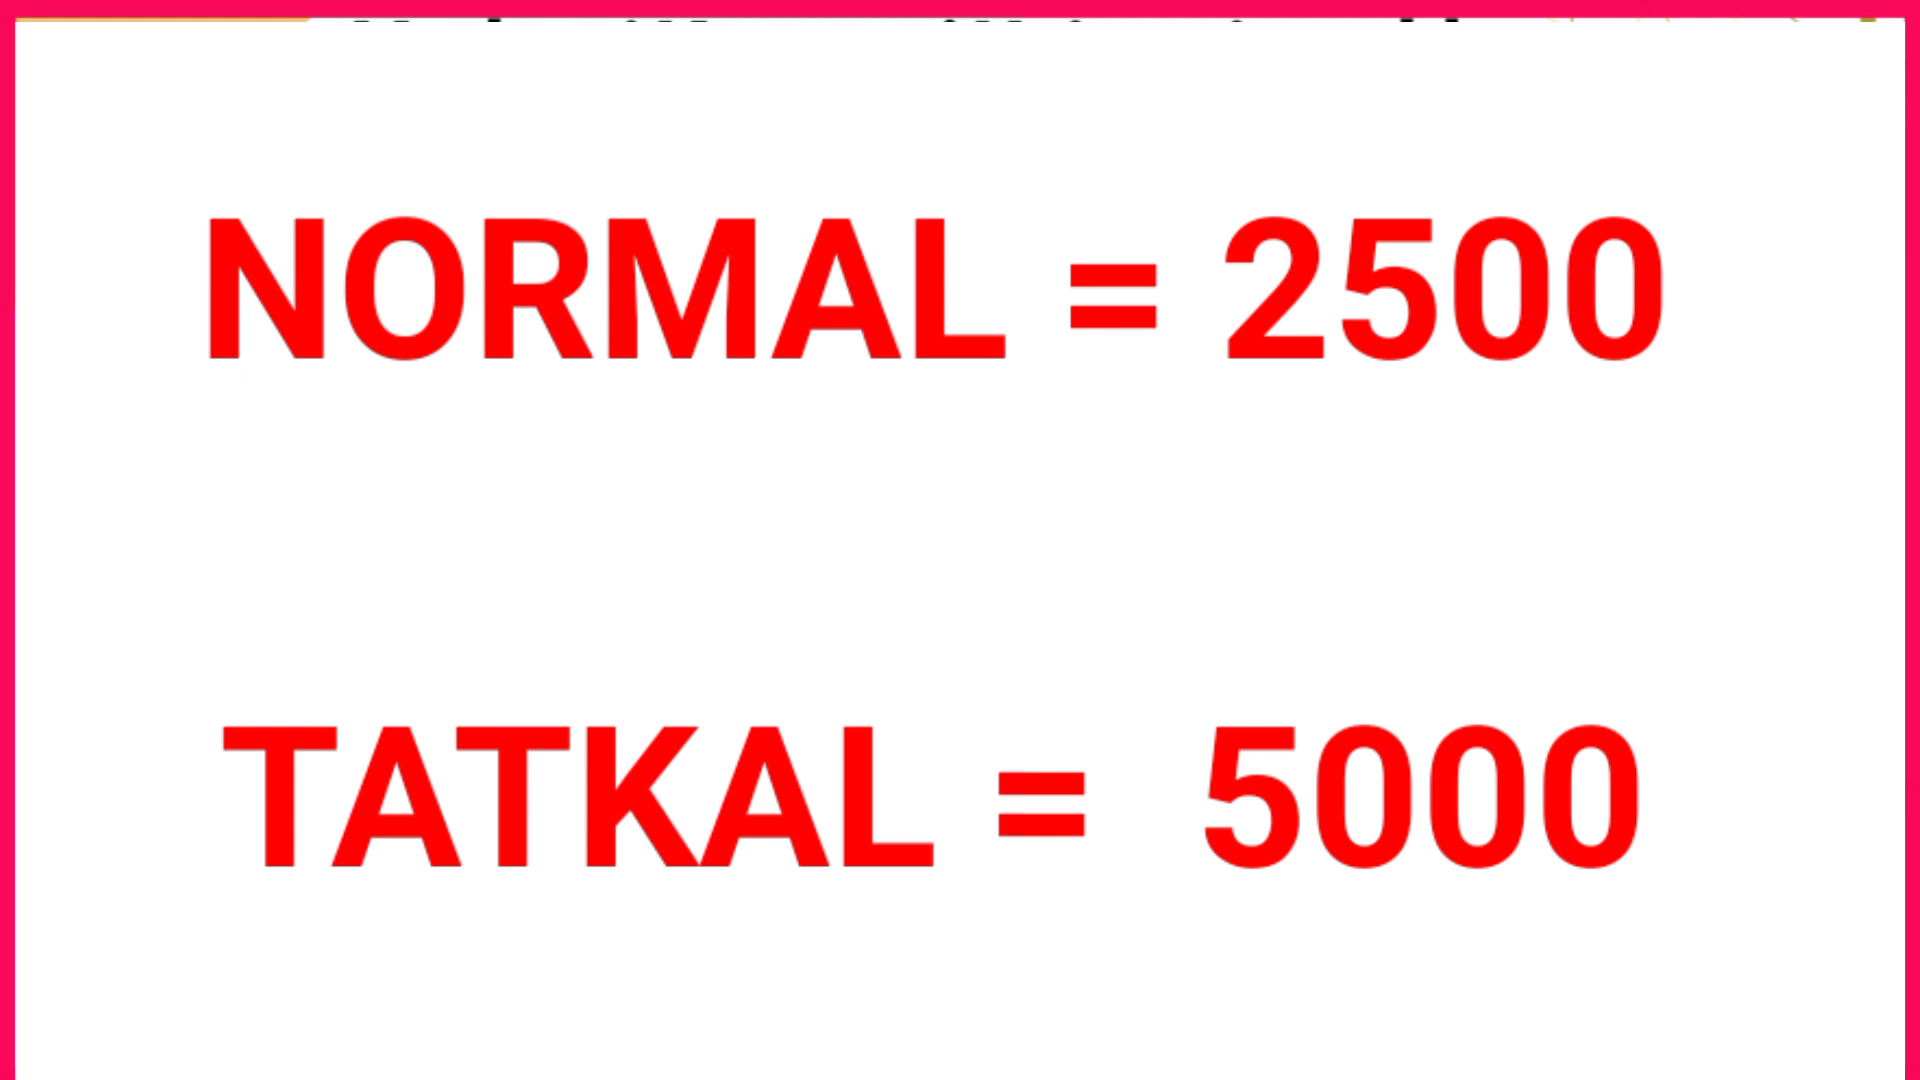 NORMAL = 2500
TATKAL = 5000